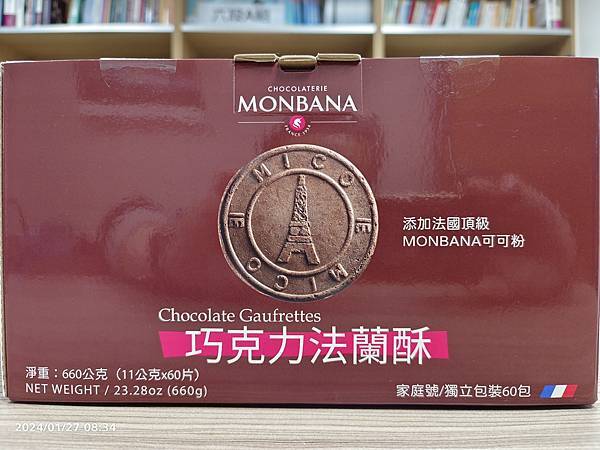 CHOCOLATERIE
MONBANA
FRANCE 1934
MICO E MICO E
添加法國頂級
MONBANA可可粉
Chocolate Gaufrettes
巧克力法蘭酥
淨重：660公克（11公克x60片）
NET WEIGHT / 23.28oz (660g)
家庭號/獨立包裝60包
2024/01/27 08:34